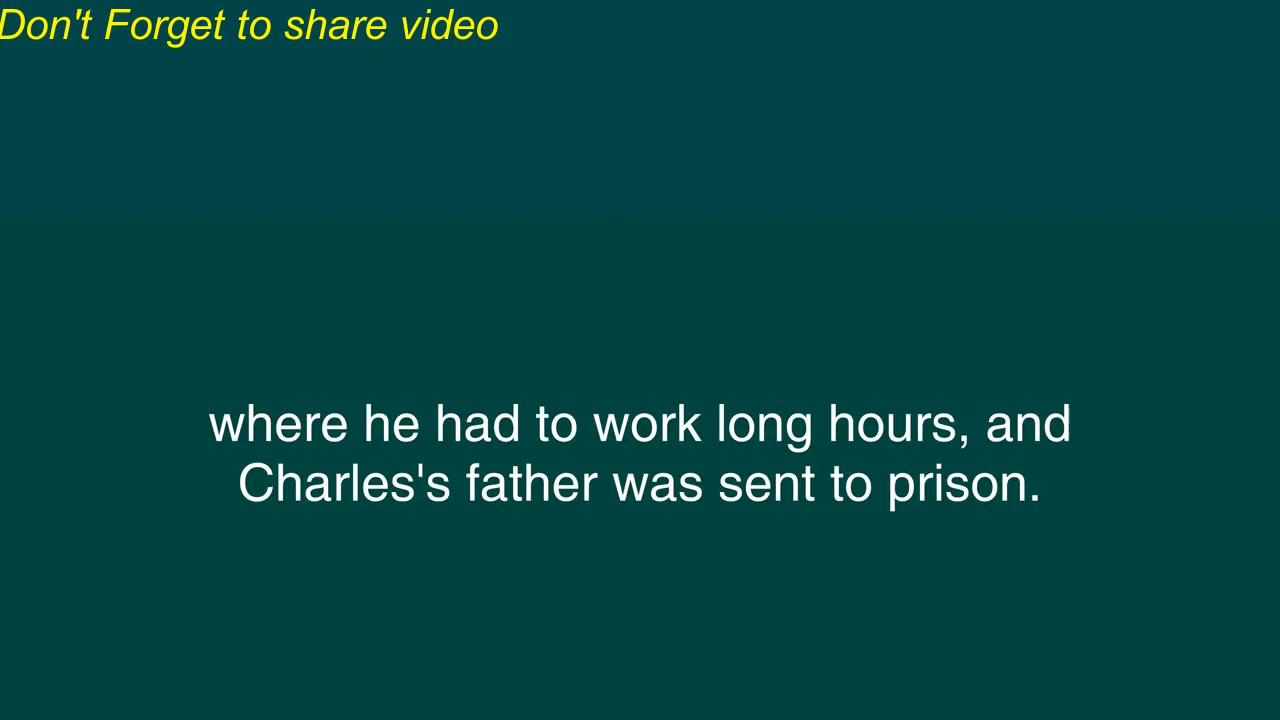 Don't Forget to share video
where he had to work long hours, and
Charles's father was sent to prison.